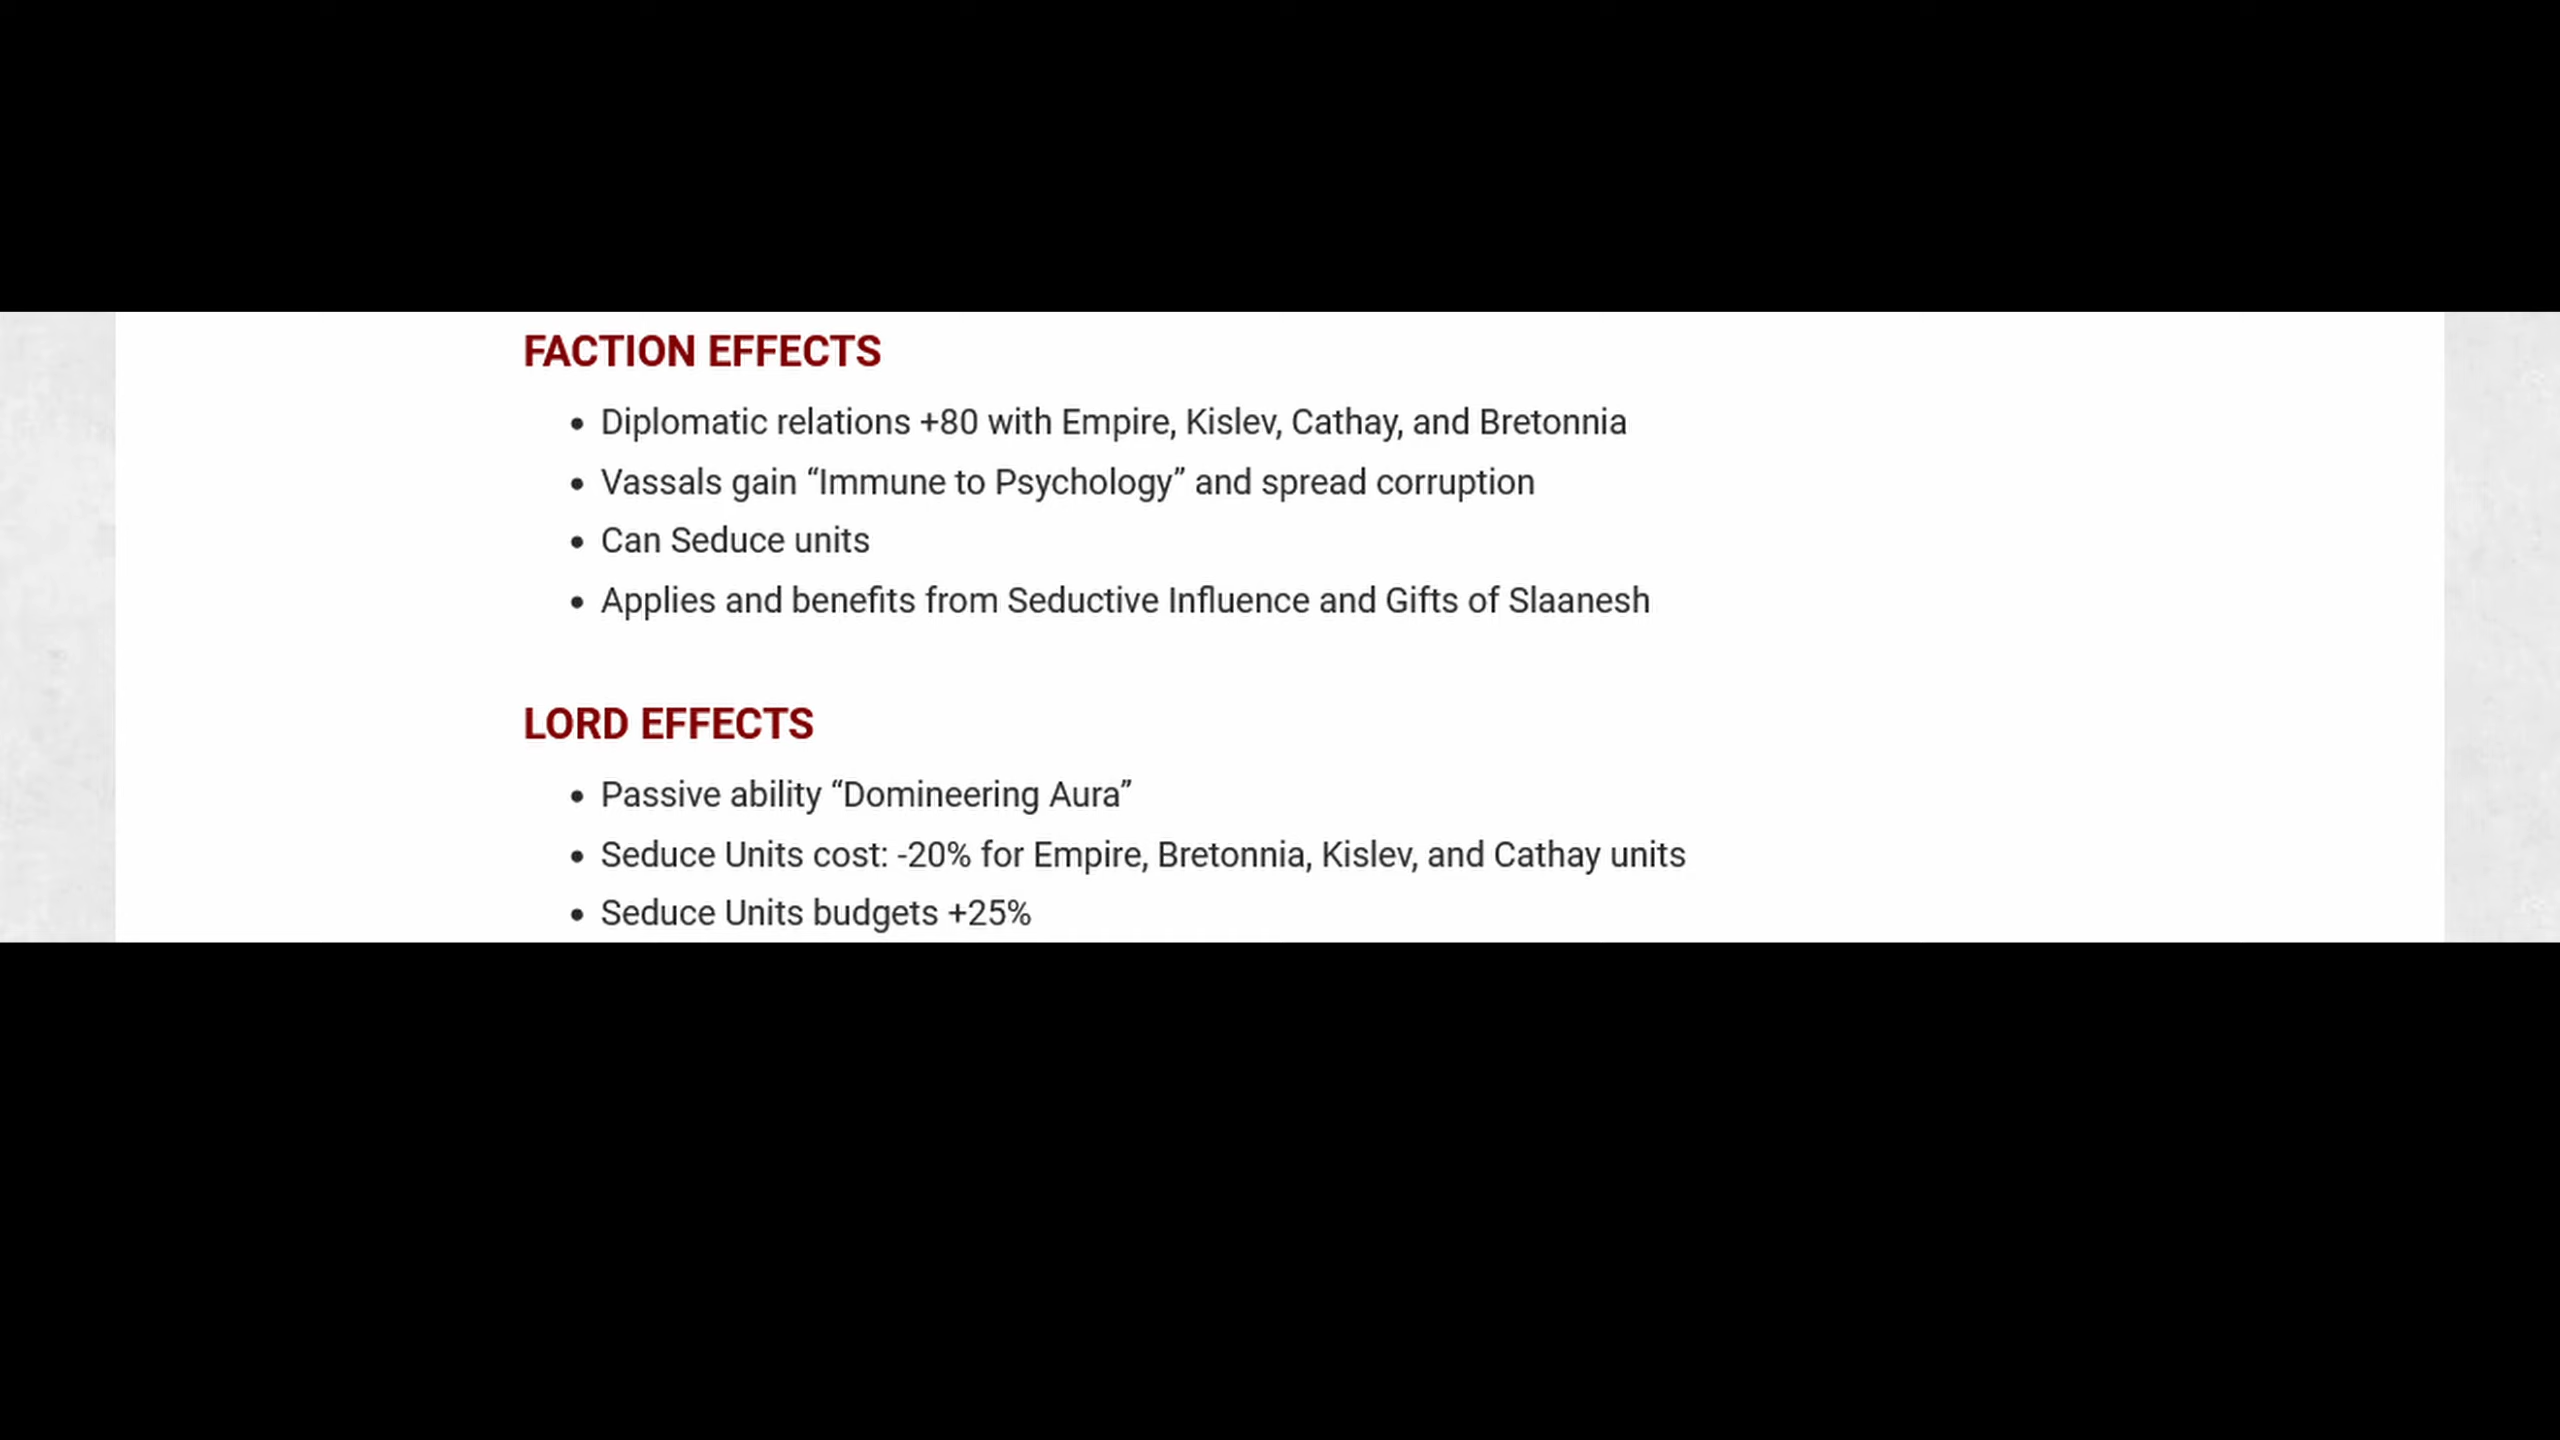 FACTION EFFECTS
• Diplomatic relations +80 with Empire, Kislev, Cathay, and Bretonnia
• Vassals gain “Immune to Psychology” and spread corruption
• Can Seduce units
• Applies and benefits from Seductive Influence and Gifts of Slaanesh
LORD EFFECTS
• Passive ability “Domineering Aura”
• Seduce Units cost: -20% for Empire, Bretonnia, Kislev, and Cathay units
• Seduce Units budgets +25%